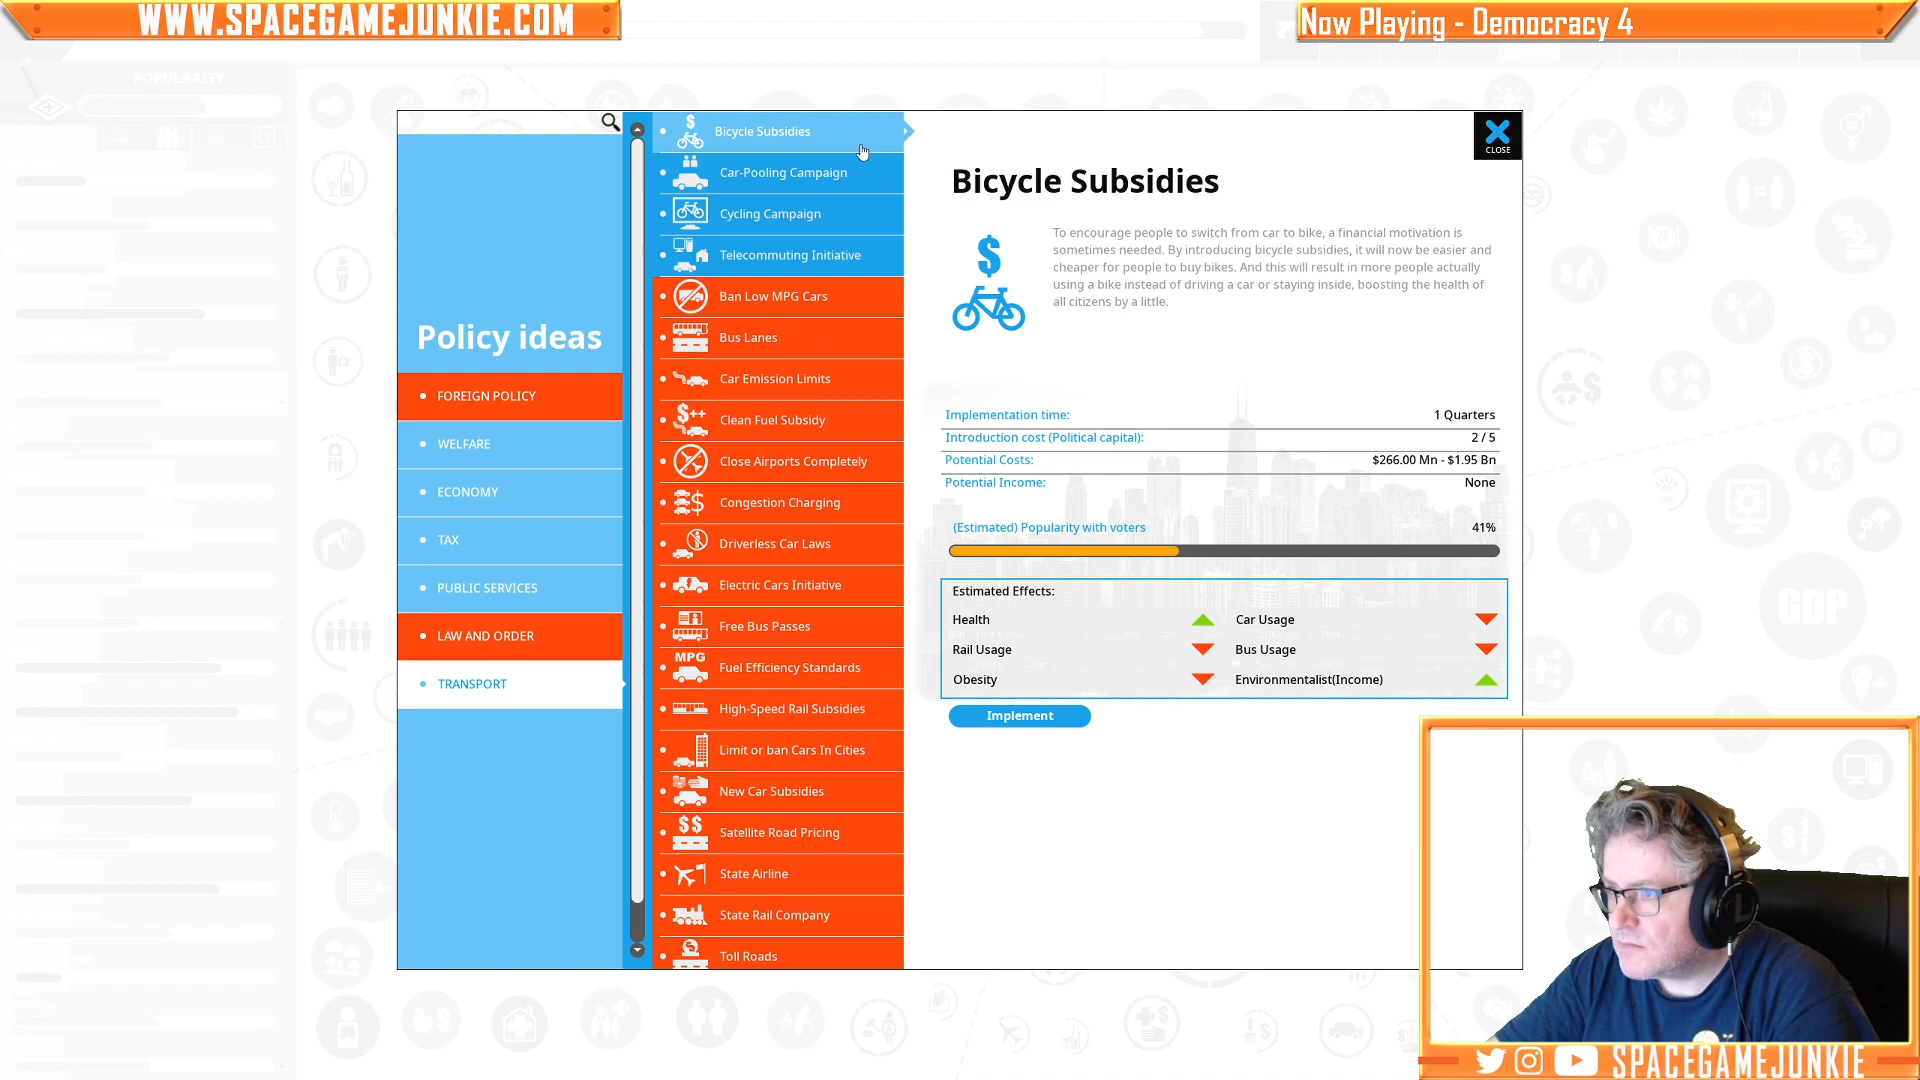 WWW.SPACEGAMEJUNKIE.COM
Now Playing - Democracy 4
POPULARITY
CLOSE
Policy ideas
FOREIGN POLICY
WELFARE
ECONOMY
TAX
PUBLIC SERVICES
LAW AND ORDER
TRANSPORT
Bicycle Subsidies
Car-Pooling Campaign
Cycling Campaign
Telecommuting Initiative
Ban Low MPG Cars
Bus Lanes
Car Emission Limits
Clean Fuel Subsidy
Close Airports Completely
Congestion Charging
Driverless Car Laws
Electric Cars Initiative
Free Bus Passes
MPG
Fuel Efficiency Standards
High-Speed Rail Subsidies
Limit or ban Cars In Cities
New Car Subsidies
Satellite Road Pricing
State Airline
State Rail Company
Toll Roads
Bicycle Subsidies
To encourage people to switch from car to bike, a financial motivation is
sometimes needed. By introducing bicycle subsidies, it will now be easier and
cheaper for people to buy bikes. And this will result in more people actually
using a bike instead of driving a car or staying inside, boosting the health of
all citizens by a little.
Implementation time: 1 Quarters
Introduction cost (Political capital): 2 / 5
Potential Costs: $266.00 Mn - $1.95 Bn
Potential Income: None
(Estimated) Popularity with voters 41%
Estimated Effects:
Health Car Usage
Rail Usage Bus Usage
Obesity Environmentalist(Income)
Implement
GDP
SPACEGAMEJUNKIE